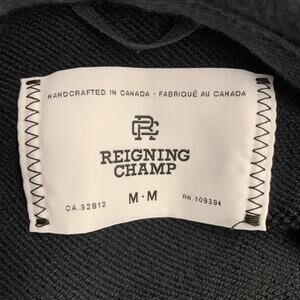 HANDCRAFTED IN CANADA · FABRIQUÉ AU CANADA
RC
REIGNING
CHAMP
CA.32812 M·M RN.109384